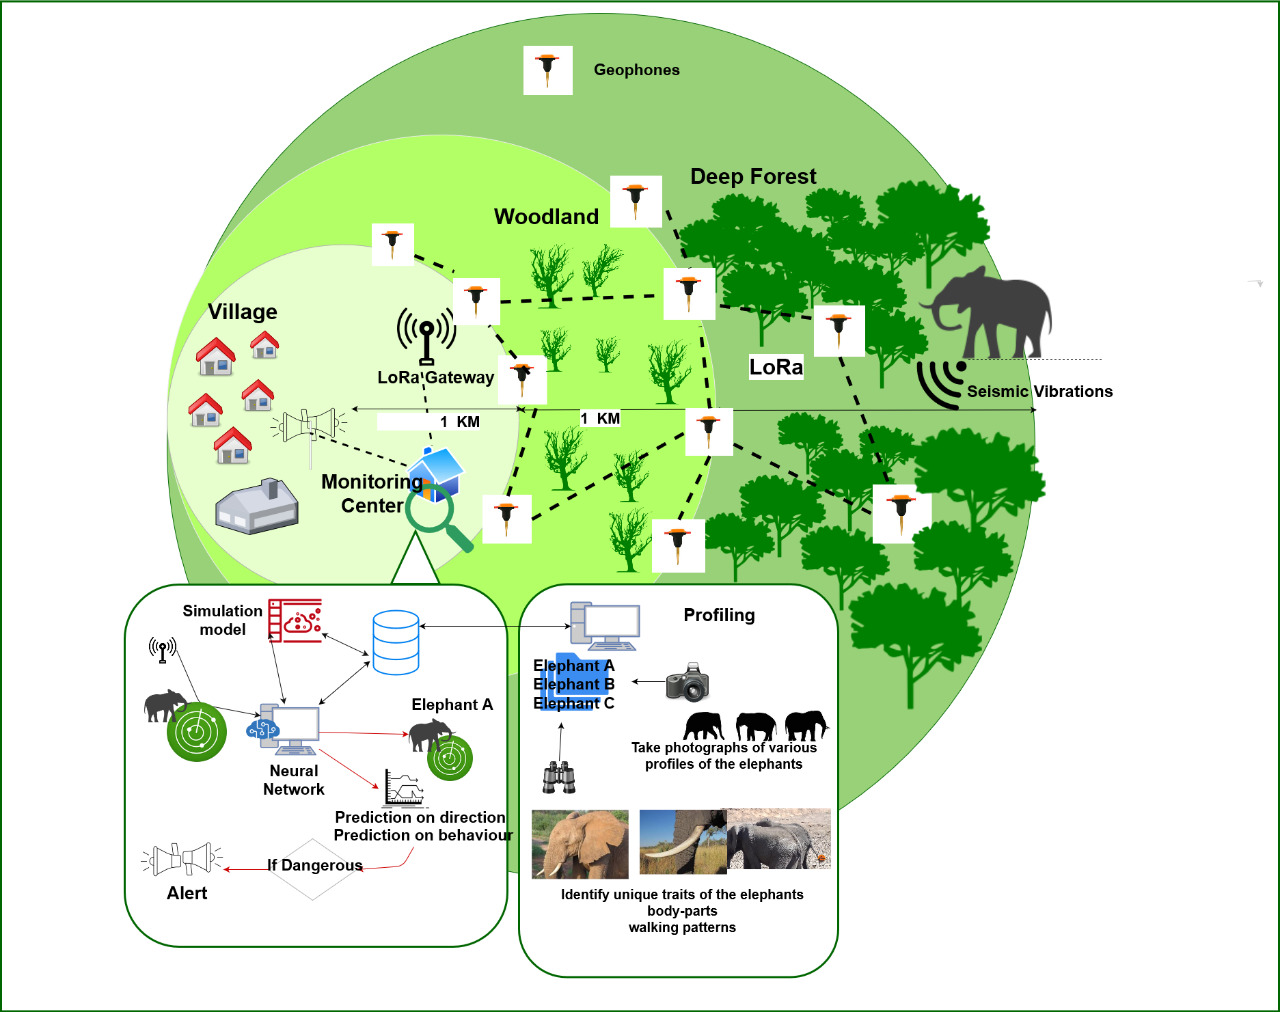 Geophones
Deep Forest
Woodland
Village
LoRa Gateway
LoRa
Seismic Vibrations
1 KM
1 KM
Monitoring
Center
Simulation
model
Profiling
Elephant A
Elephant B
Elephant C
Elephant A
Take photographs of various
profiles of the elephants
Neural
Network
Prediction on direction
Prediction on behaviour
If Dangerous
Alert
Identify unique traits of the elephants
body-parts
walking patterns